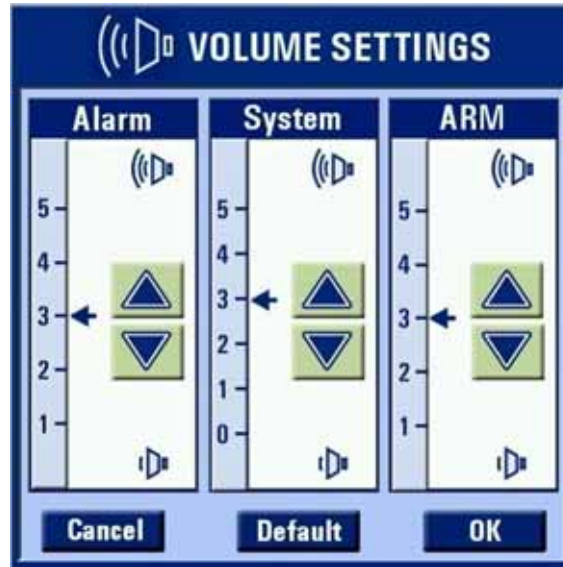 VOLUME SETTINGS
Alarm System ARM
5 5 5
4 4 4
3 3 3
2 2 2
1 1 1
0
Cancel Default OK